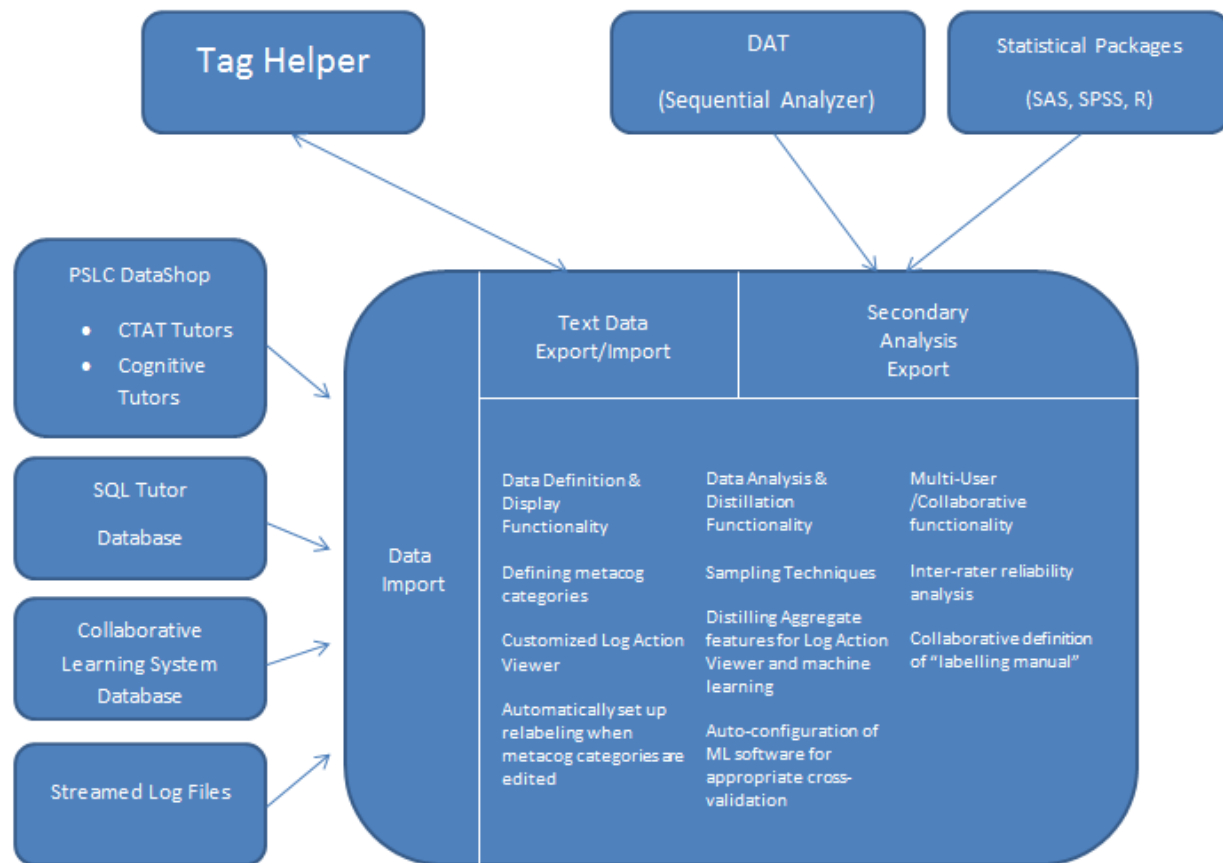 Tag Helper
DAT
(Sequential Analyzer)
Statistical Packages
(SAS, SPSS, R)
PSLC DataShop
• CTAT Tutors
• Cognitive
Tutors
SQL Tutor
Database
Collaborative
Learning System
Database
Streamed Log Files
Data
Import
Text Data
Export/Import
Secondary
Analysis
Export
Data Definition &
Display
Functionality
Defining metacog
categories
Customized Log Action
Viewer
Automatically set up
relabeling when
metacog categories are
edited
Data Analysis &
Distillation
Functionality
Sampling Techniques
Distilling Aggregate
features for Log Action
Viewer and machine
learning
Auto-configuration of
ML software for
appropriate cross-
validation
Multi-User
/Collaborative
functionality
Inter-rater reliability
analysis
Collaborative definition
of “labelling manual”